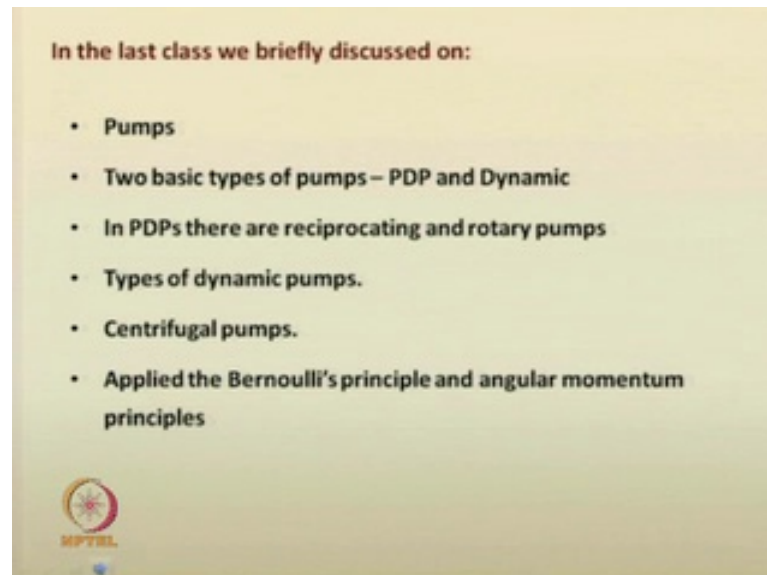 In the last class we briefly discussed on:
• Pumps
• Two basic types of pumps – PDP and Dynamic
• In PDPs there are reciprocating and rotary pumps
• Types of dynamic pumps.
• Centrifugal pumps.
• Applied the Bernoulli's principle and angular momentum
principles
NPTEL